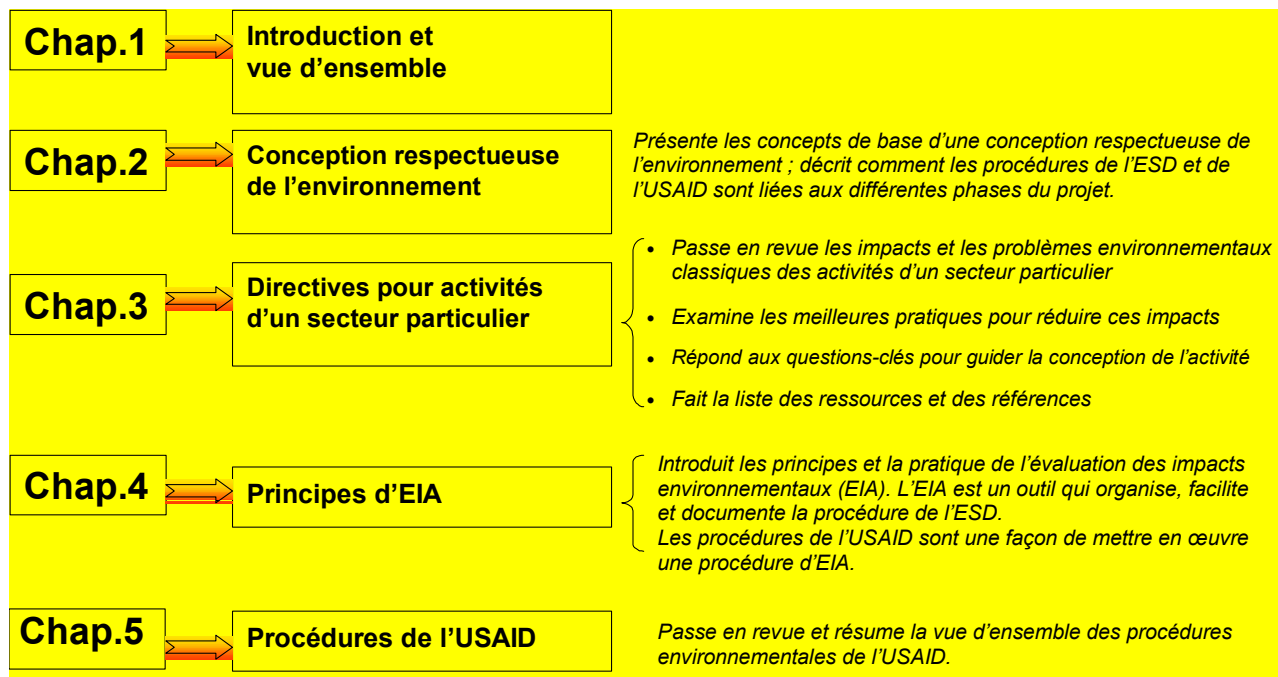 Chap.1
Introduction et
vue d’ensemble
Chap.2
Conception respectueuse
de l’environnement
Présente les concepts de base d’une conception respectueuse de
l’environnement ; décrit comment les procédures de l’ESD et de
l’USAID sont liées aux différentes phases du projet.
Chap.3
Directives pour activités
d’un secteur particulier
• Passe en revue les impacts et les problèmes environnementaux
classiques des activités d’un secteur particulier
• Examine les meilleures pratiques pour réduire ces impacts
• Répond aux questions-clés pour guider la conception de l’activité
• Fait la liste des ressources et des références
Chap.4
Principes d’EIA
Introduit les principes et la pratique de l’évaluation des impacts
environnementaux (EIA). L’EIA est un outil qui organise, facilite
et documente la procédure de l’ESD.
Les procédures de l’USAID sont une façon de mettre en œuvre
une procédure d’EIA.
Chap.5
Procédures de l’USAID
Passe en revue et résume la vue d’ensemble des procédures
environnementales de l’USAID.